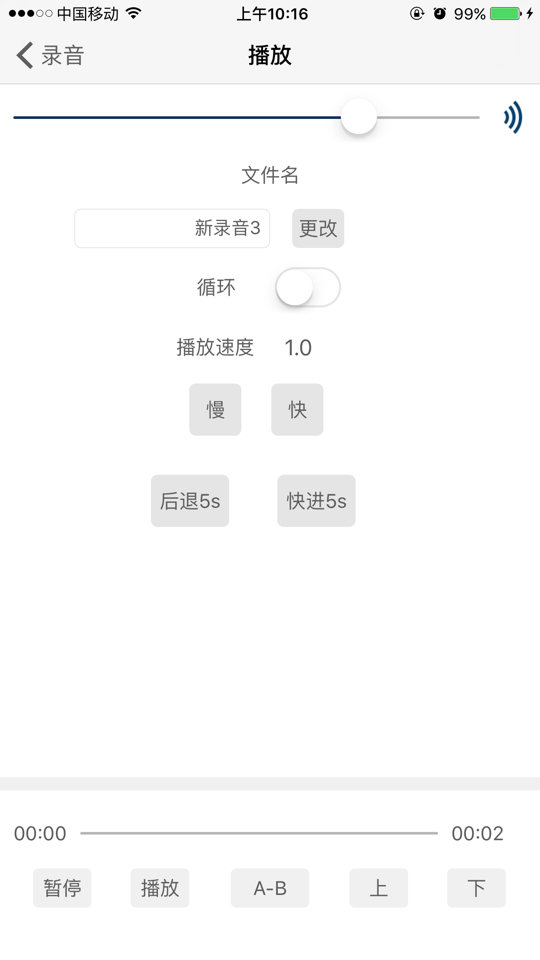 中国移动 上午10:16 99%
录音 播放
文件名
新录音3 更改
循环
播放速度 1.0
慢 快
后退5s 快进5s
00:00 00:02
暂停 播放 A-B 上 下